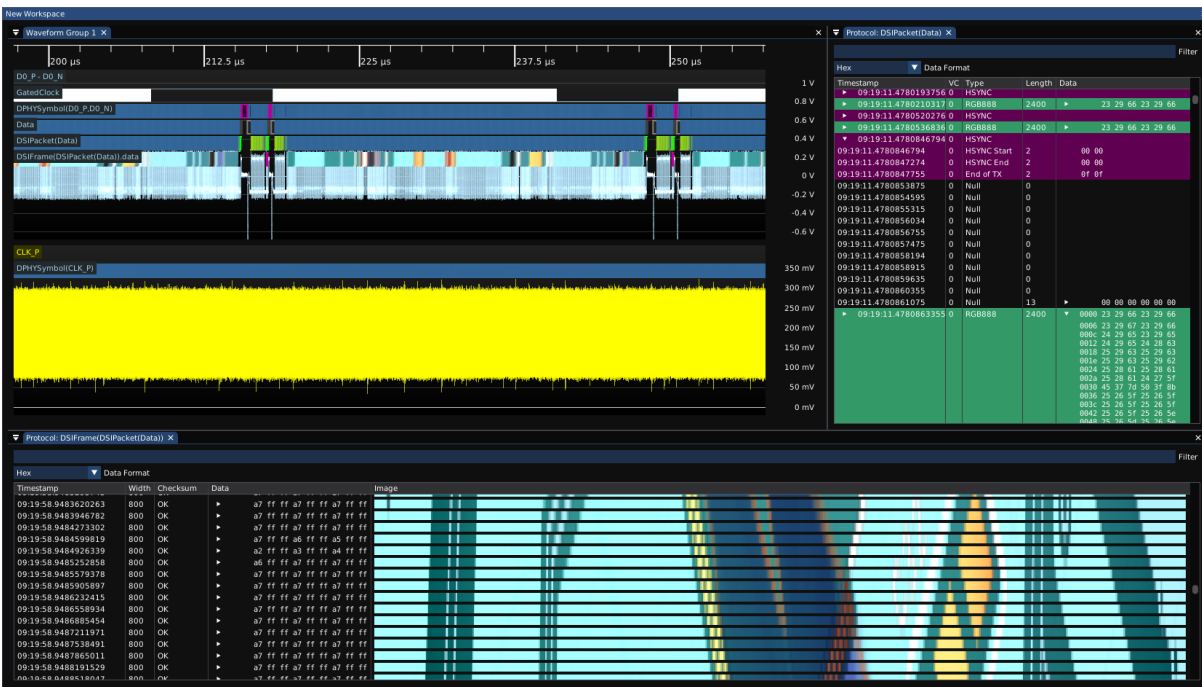 New Workspace
Waveform Group 1
200 µs 212.5 µs 225 µs 237.5 µs 250 µs
D0_P - D0_N
GatedClock
DPHYSymbol(D0_P,D0_N)
Data
DSIPacket(Data)
DSIFrame(DSIPacket(Data)).data
1 V
0.8 V
0.6 V
0.4 V
0.2 V
0 V
-0.2 V
-0.4 V
-0.6 V
CLK_P
DPHYSymbol(CLK_P)
350 mV
300 mV
250 mV
200 mV
150 mV
100 mV
50 mV
0 mV
Protocol: DSIPacket(Data)
Filter
Hex Data Format
Timestamp VC Type Length Data
09:19:11.4780193756 0 HSYNC
09:19:11.4780210317 0 RGB888 2400 23 29 66 23 29 66
09:19:11.4780520276 0 HSYNC
09:19:11.4780536836 0 RGB888 2400 23 29 66 23 29 66
09:19:11.4780846794 0 HSYNC
09:19:11.4780846794 0 HSYNC Start 2 00 00
09:19:11.4780847274 0 HSYNC End 2 00 00
09:19:11.4780847755 0 End of TX 2 0f 0f
09:19:11.4780853875 0 Null 0
09:19:11.4780854595 0 Null 0
09:19:11.4780855315 0 Null 0
09:19:11.4780856034 0 Null 0
09:19:11.4780856755 0 Null 0
09:19:11.4780857475 0 Null 0
09:19:11.4780858194 0 Null 0
09:19:11.4780858915 0 Null 0
09:19:11.4780859635 0 Null 0
09:19:11.4780860355 0 Null 0
09:19:11.4780861075 0 Null 13 00 00 00 00 00 00
09:19:11.4780863355 0 RGB888 2400 0000 23 29 66 23 29 66
0006 23 29 67 23 29 66
000c 24 29 65 23 29 65
0012 24 29 65 24 28 63
0018 25 29 63 25 29 63
001e 25 29 63 25 29 62
0024 25 28 61 25 28 61
002a 25 28 61 24 27 5f
0030 45 37 7d 50 3f 8b
0036 25 26 5f 25 26 5f
003c 25 26 5f 25 26 5f
0042 25 26 5f 25 26 5e
0048 25 26 5d 25 26 5e
Protocol: DSIFrame(DSIPacket(Data))
Filter
Hex Data Format
Timestamp Width Checksum Data Image
09:19:58.9483620263 800 OK a7 ff ff a7 ff ff a7 ff ff
09:19:58.9483946782 800 OK a7 ff ff a7 ff ff a7 ff ff
09:19:58.9484273302 800 OK a7 ff ff a7 ff ff a7 ff ff
09:19:58.9484599819 800 OK a7 ff ff a6 ff ff a5 ff ff
09:19:58.9484926339 800 OK a2 ff ff a3 ff ff a4 ff ff
09:19:58.9485252858 800 OK a6 ff ff a7 ff ff a7 ff ff
09:19:58.9485579378 800 OK a7 ff ff a7 ff ff a7 ff ff
09:19:58.9485905897 800 OK a7 ff ff a7 ff ff a7 ff ff
09:19:58.9486232415 800 OK a7 ff ff a7 ff ff a7 ff ff
09:19:58.9486558934 800 OK a7 ff ff a7 ff ff a7 ff ff
09:19:58.9486885454 800 OK a7 ff ff a7 ff ff a7 ff ff
09:19:58.9487211971 800 OK a7 ff ff a7 ff ff a7 ff ff
09:19:58.9487538491 800 OK a7 ff ff a7 ff ff a7 ff ff
09:19:58.9487865011 800 OK a7 ff ff a7 ff ff a7 ff ff
09:19:58.9488191529 800 OK a7 ff ff a7 ff ff a7 ff ff
09:19:58.9488518047 800 OK a7 ff ff a7 ff ff a7 ff ff